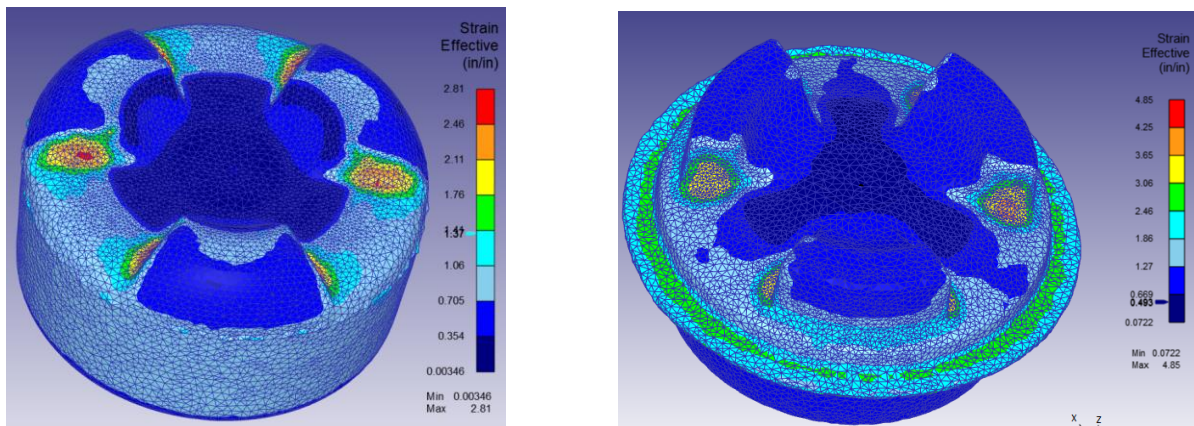 Strain
Effective
(in/in)
2.81
2.46
2.11
1.76
1.37
1.06
0.705
0.354
0.00346
Min 0.00346
Max 2.81
Strain
Effective
(in/in)
4.85
4.25
3.65
3.06
2.46
1.86
1.27
0.669
0.493
0.0722
Min 0.0722
Max 4.85
X Z